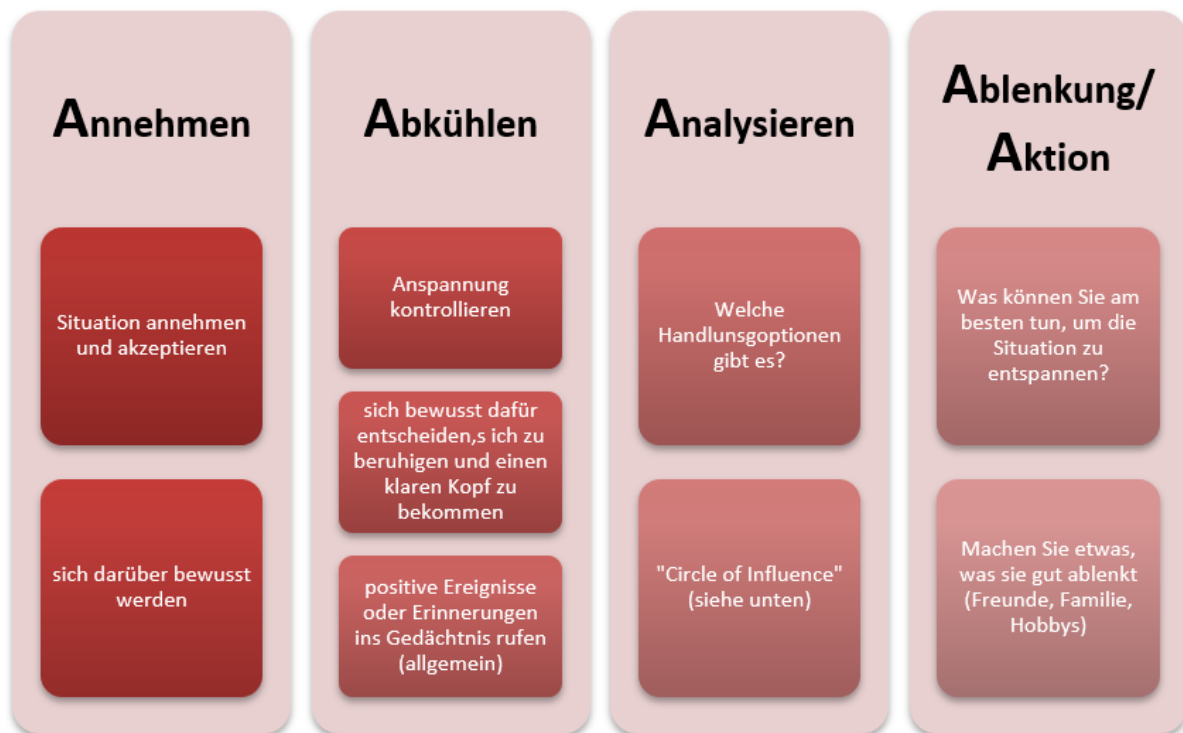 Annehmen
Situation annehmen
und akzeptieren
sich darüber bewusst
werden
Abkühlen
Anspannung
kontrollieren
sich bewusst dafür
entscheiden,s ich zu
beruhigen und einen
klaren Kopf zu
bekommen
positive Ereignisse
oder Erinnerungen
ins Gedächtnis rufen
(allgemein)
Analysieren
Welche
Handlunsgoptionen
gibt es?
"Circle of Influence"
(siehe unten)
Ablenkung/
Aktion
Was können Sie am
besten tun, um die
Situation zu
entspannen?
Machen Sie etwas,
was sie gut ablenkt
(Freunde, Familie,
Hobbys)